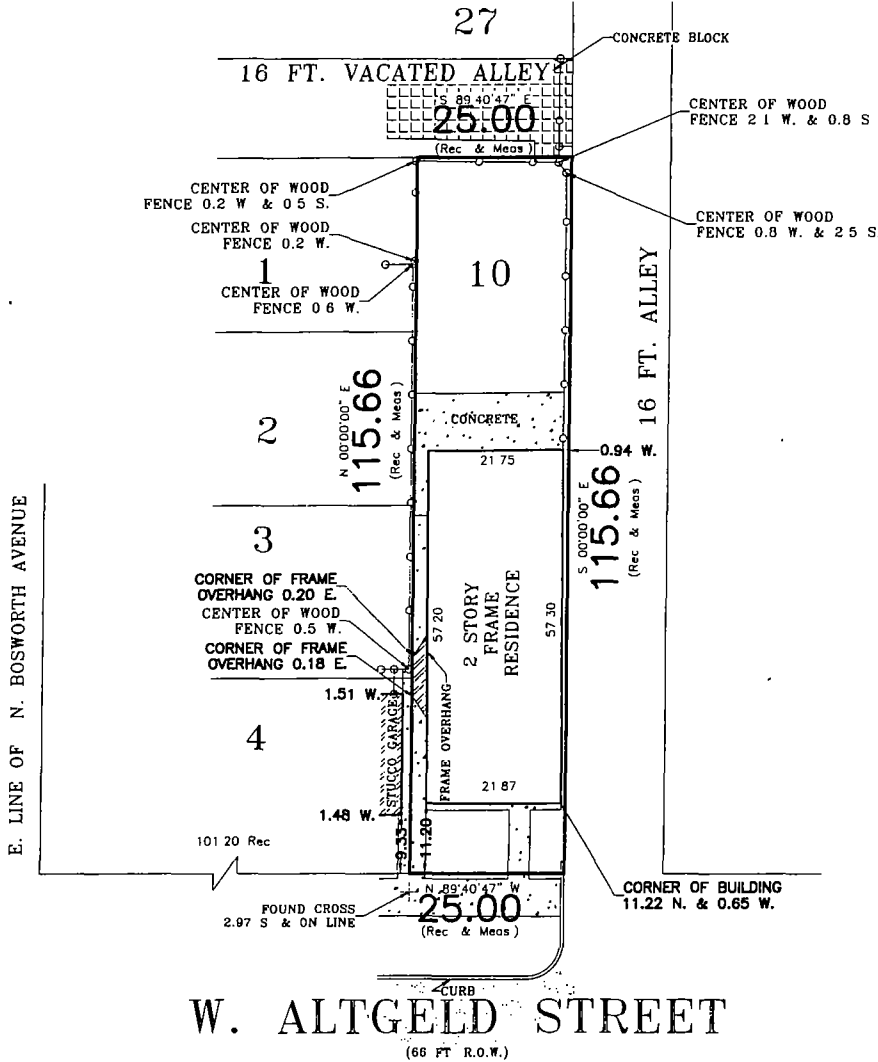 27
CONCRETE BLOCK
16 FT. VACATED ALLEY
S 89 40'47" E
25.00
(Rec & Meas)
CENTER OF WOOD
FENCE 2 1 W. & 0.8 S
CENTER OF WOOD
FENCE 0.2 W & 0 5 S.
CENTER OF WOOD
FENCE 0.8 W. & 2 5 S
CENTER OF WOOD
FENCE 0.2 W.
1
CENTER OF WOOD
FENCE 0 6 W.
10
16 FT. ALLEY
2
N 00'00'00" E
115.66
(Rec & Meas)
CONCRETE
21 75
0.94 W.
S 00'00'00" E
115.66
(Rec & Meas)
E. LINE OF N. BOSWORTH AVENUE
3
CORNER OF FRAME
OVERHANG 0.20 E.
CENTER OF WOOD
FENCE 0.5 W.
CORNER OF FRAME
OVERHANG 0.18 E.
57 20
2 STORY
FRAME
RESIDENCE
57 30
1.51 W.
4
STUCCO GARAGE
FRAME OVERHANG
21 87
1.48 W.
101 20 Rec
9.33
11.20
CORNER OF BUILDING
11.22 N. & 0.65 W.
N 89'40'47" W
25.00
(Rec & Meas)
FOUND CROSS
2.97 S & ON LINE
CURB
W. ALTGELD STREET
(66 FT R.O.W.)